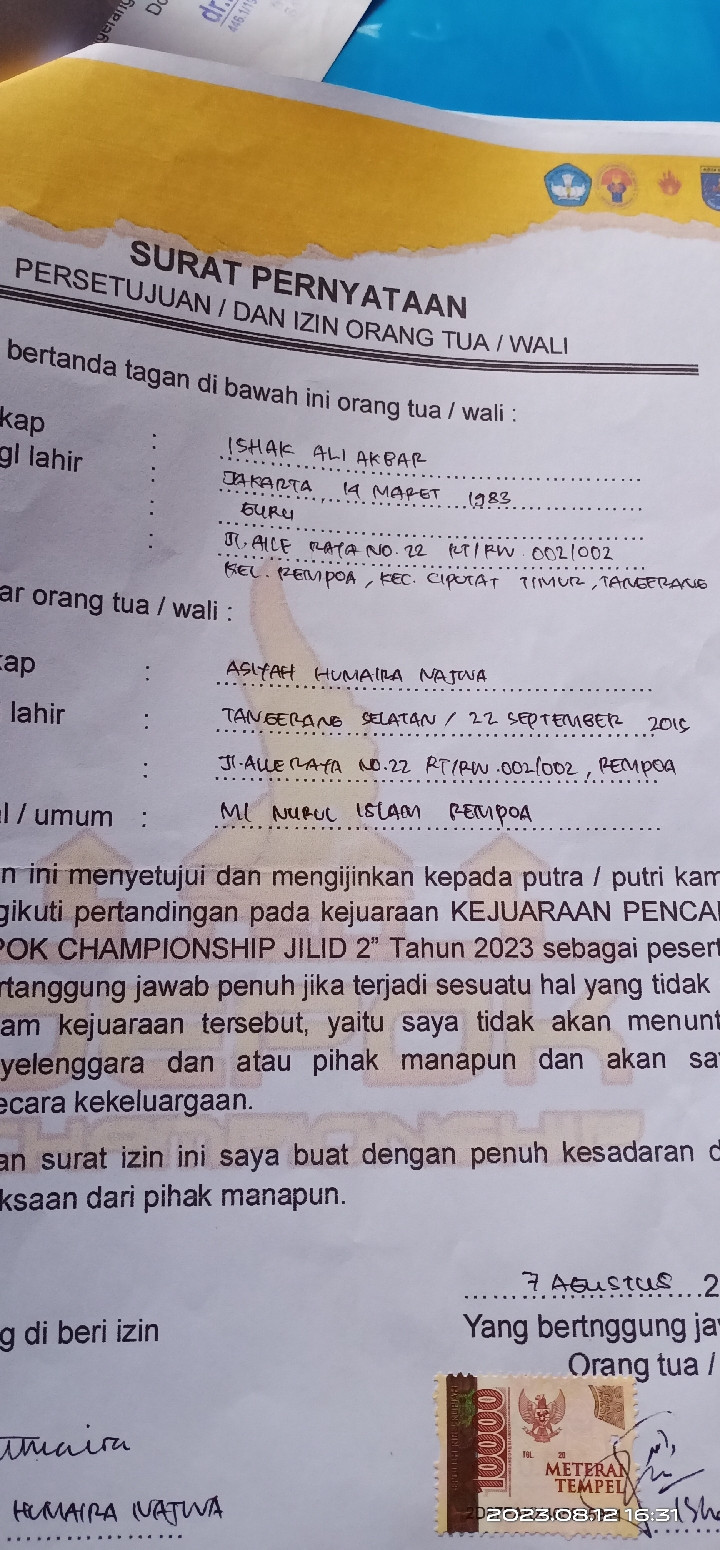 dr.
SURAT PERNYATAAN
PERSETUJUAN / DAN IZIN ORANG TUA / WALI
bertanda tagan di bawah ini orang tua / wali :
kap : ISHAK ALI AKBAR
gl lahir : JAKARTA, 14 MARET 1983
: GURU
: Jl. ALLE RAYA NO. 22 RT/RW 002/002
KEL. REMPOA, KEC. CIPUTAT TIMUR, TANGERANG
ar orang tua / wali :
kap : ASIYAH HUMAIRA NAJWA
lahir : TANGERANG SELATAN / 22 SEPTEMBER 2015
: Jl. ALLE RAYA NO.22 RT/RW.002/002, REMPOA
l / umum : MI NURUL ISLAM REMPOA
n ini menyetujui dan mengijinkan kepada putra / putri kam
gikuti pertandingan pada kejuaraan KEJUARAAN PENCA
POK CHAMPIONSHIP JILID 2” Tahun 2023 sebagai pesert
rtanggung jawab penuh jika terjadi sesuatu hal yang tidak
am kejuaraan tersebut, yaitu saya tidak akan menunt
yelenggara dan atau pihak manapun dan akan sa
ecara kekeluargaan.
an surat izin ini saya buat dengan penuh kesadaran d
ksaan dari pihak manapun.
7 AGUSTUS 2
g di beri izin
Yang bertnggung ja
Orang tua /
10000
TGL. 20
METERAI
TEMPEL
HUMAIRA NAJWA
Isha
2023.08.12 16:31